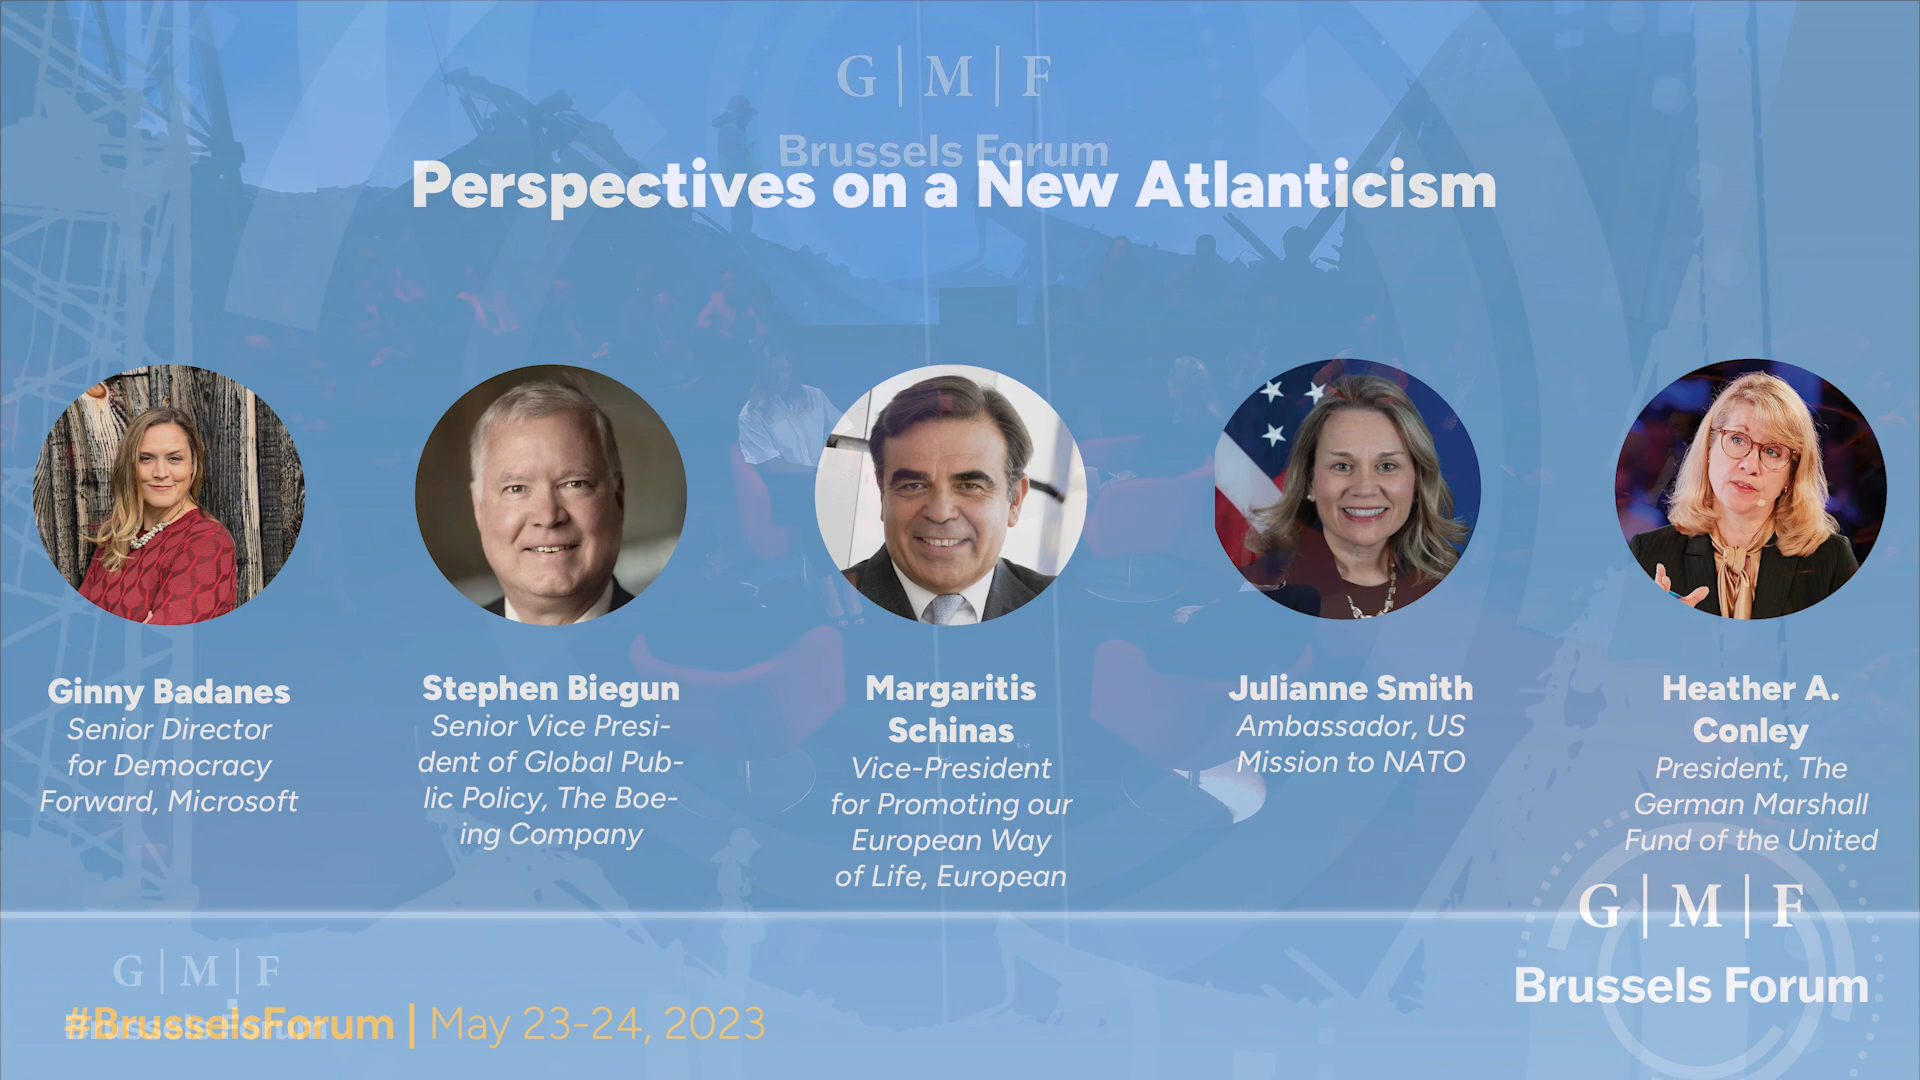 G|M|F
Brussels Forum
Perspectives on a New Atlanticism
Ginny Badanes
Senior Director
for Democracy
Forward, Microsoft
Stephen Biegun
Senior Vice Presi-
dent of Global Pub-
lic Policy, The Boe-
ing Company
Margaritis
Schinas
Vice-President
for Promoting our
European Way
of Life, European
Julianne Smith
Ambassador, US
Mission to NATO
Heather A.
Conley
President, The
German Marshall
Fund of the United
G|M|F
Brussels Forum
G|M|F
Brussels Forum
#BrusselsForum | May 23-24, 2023